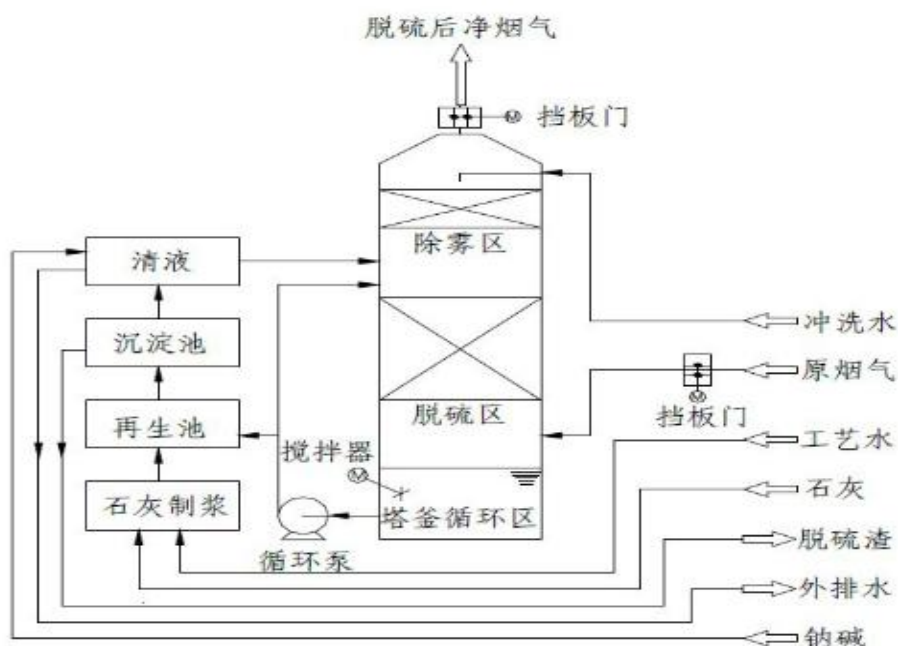 脱硫后净烟气
M
挡板门
除雾区
清液
冲洗水
沉淀池
原烟气
M
挡板门
再生池
脱硫区
工艺水
搅拌器
M
石灰
石灰制浆
塔釜循环区
脱硫渣
循环泵
外排水
钠碱